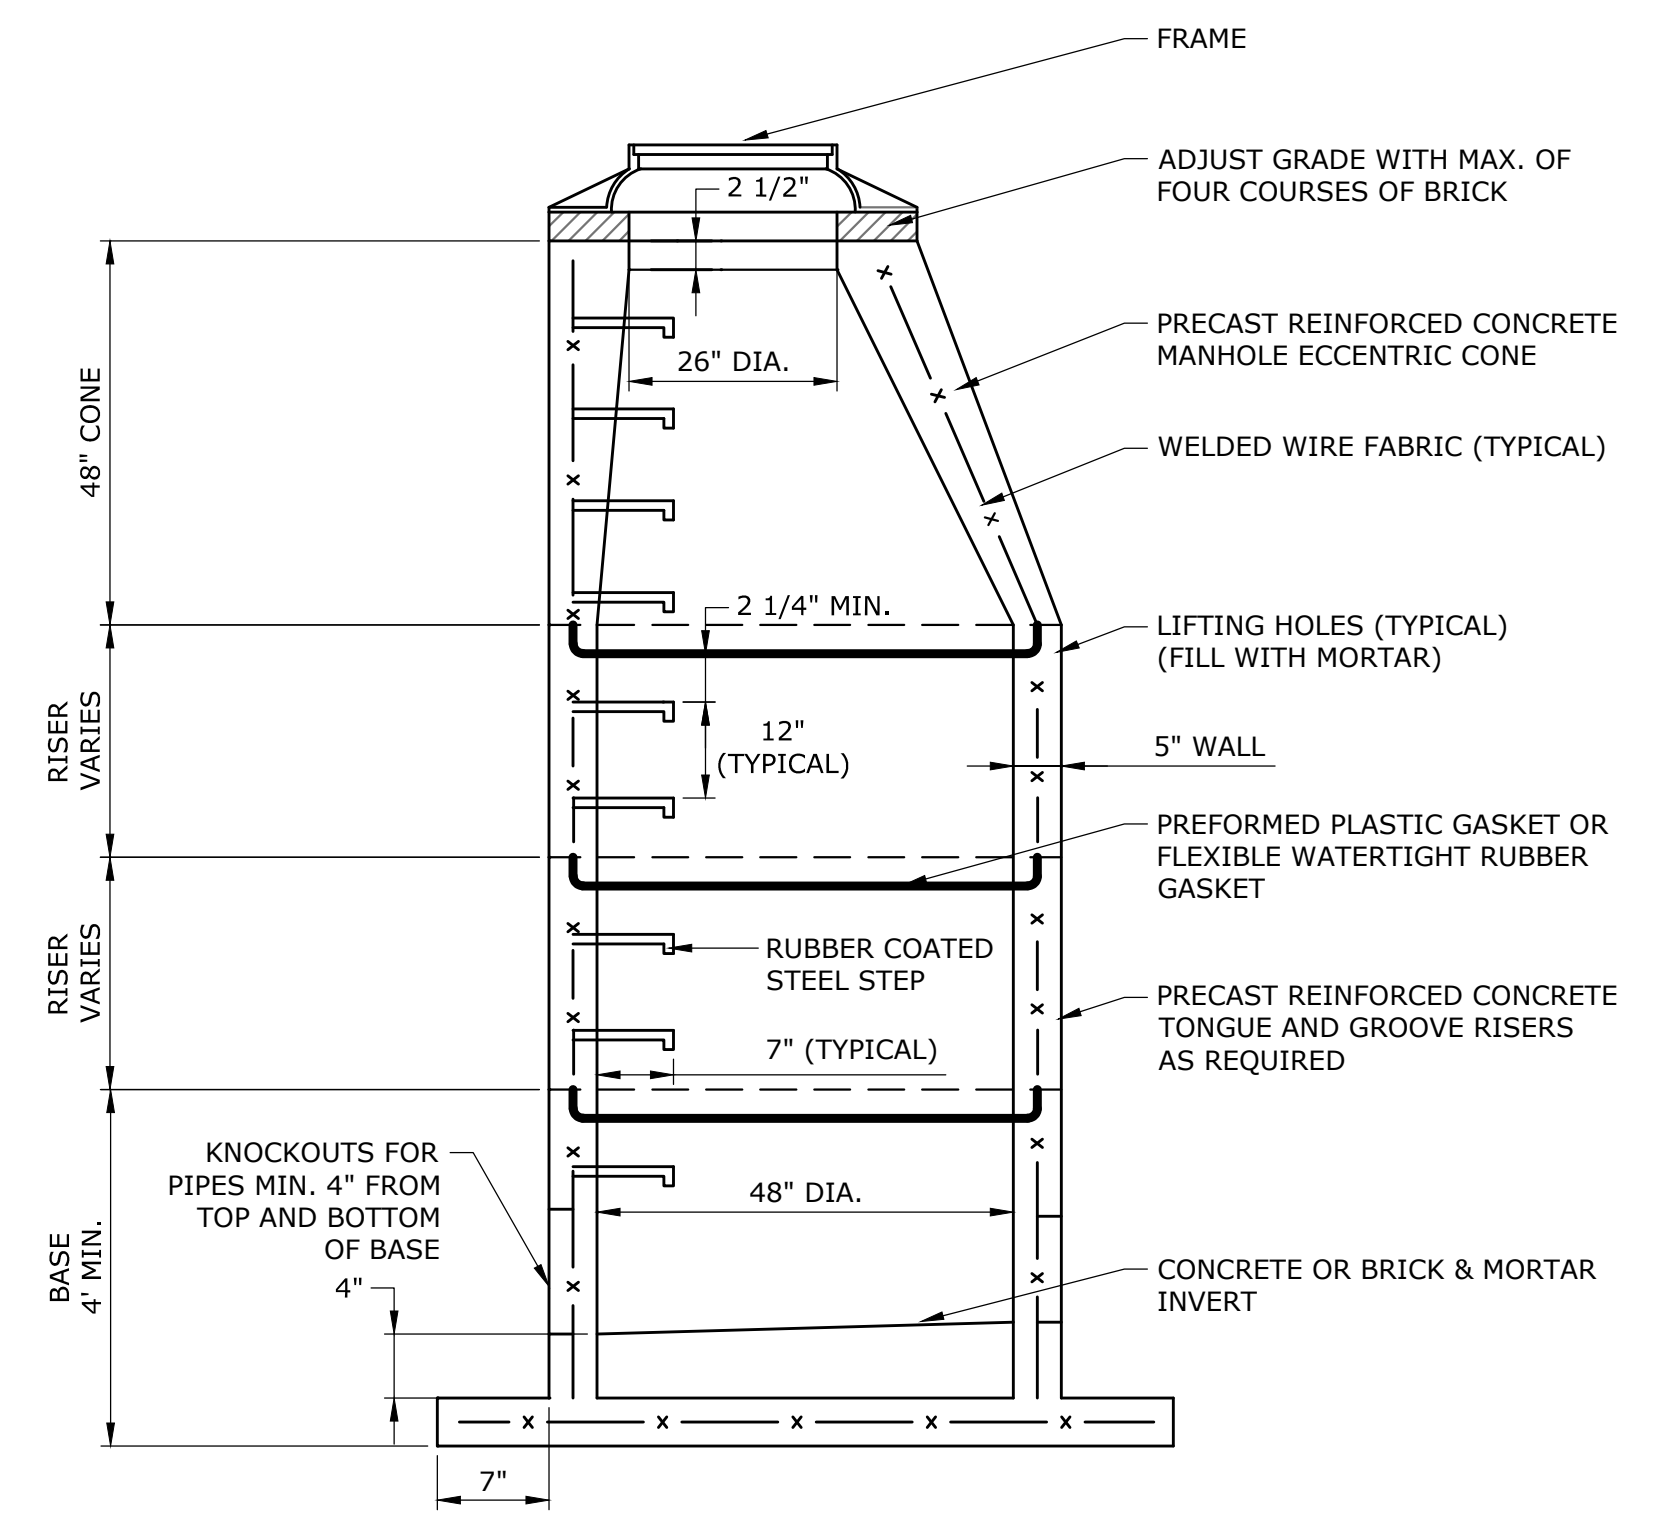 FRAME
ADJUST GRADE WITH MAX. OF
FOUR COURSES OF BRICK
2 1/2"
PRECAST REINFORCED CONCRETE
MANHOLE ECCENTRIC CONE
26" DIA.
48" CONE
WELDED WIRE FABRIC (TYPICAL)
2 1/4" MIN.
LIFTING HOLES (TYPICAL)
(FILL WITH MORTAR)
RISER
VARIES
12"
(TYPICAL)
5" WALL
PREFORMED PLASTIC GASKET OR
FLEXIBLE WATERTIGHT RUBBER
GASKET
RISER
VARIES
RUBBER COATED
STEEL STEP
PRECAST REINFORCED CONCRETE
TONGUE AND GROOVE RISERS
AS REQUIRED
7" (TYPICAL)
KNOCKOUTS FOR
PIPES MIN. 4" FROM
TOP AND BOTTOM
OF BASE
48" DIA.
BASE
4' MIN.
4"
CONCRETE OR BRICK & MORTAR
INVERT
7"